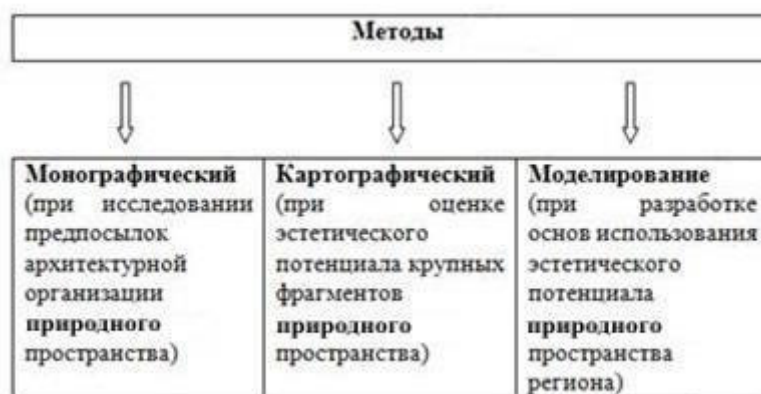 Методы
Монографический
(при исследовании
предпосылок
архитектурной
организации
природного
пространства)
Картографический
(при оценке
эстетического
потенциала крупных
фрагментов
природного
пространства)
Моделирование
(при разработке
основ использования
эстетического
потенциала
природного
пространства
региона)